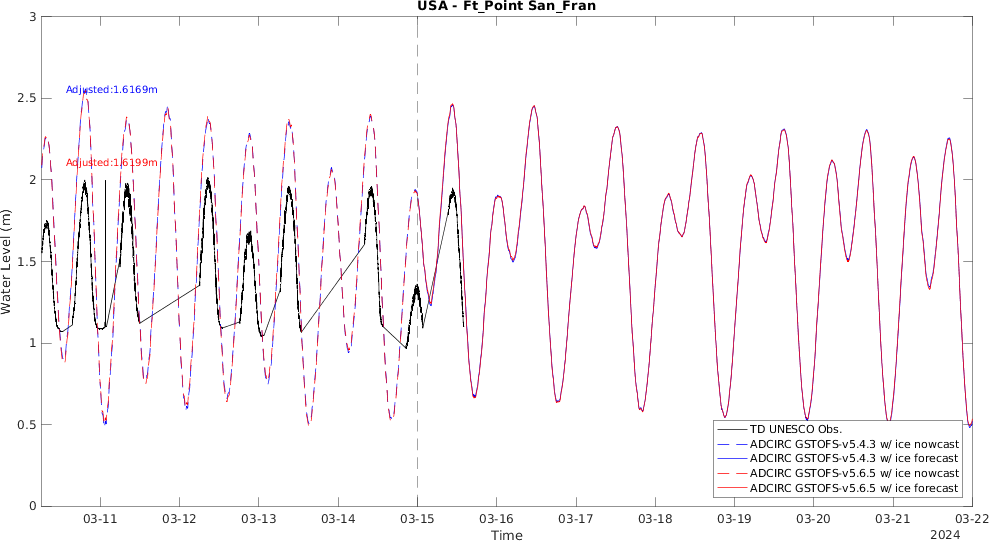 USA - Ft_Point San_Fran
Adjusted:1.6169m
Adjusted:1.6199m
Water Level (m)
3
2.5
2
1.5
1
0.5
0
03-11 03-12 03-13 03-14 03-15 03-16 03-17 03-18 03-19 03-20 03-21 03-22
Time
2024
TD UNESCO Obs.
ADCIRC GSTOFS-v5.4.3 w/ ice nowcast
ADCIRC GSTOFS-v5.4.3 w/ ice forecast
ADCIRC GSTOFS-v5.6.5 w/ ice nowcast
ADCIRC GSTOFS-v5.6.5 w/ ice forecast